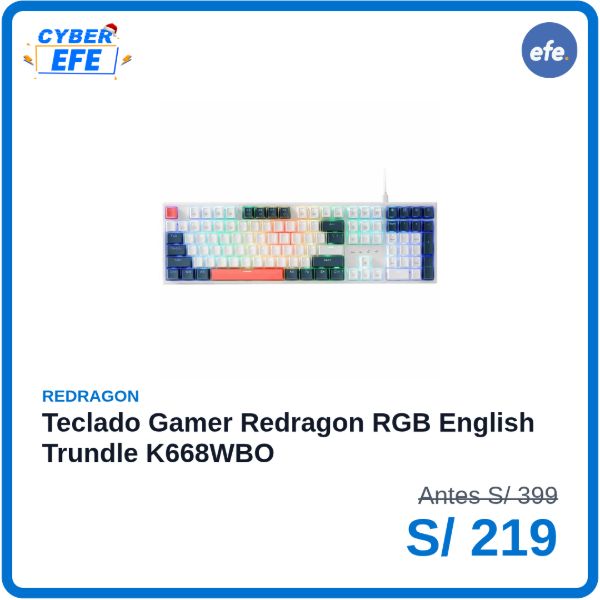 CYBER
EFE
efe.
REDRAGON
Teclado Gamer Redragon RGB English
Trundle K668WBO
Antes S/ 399
S/ 219